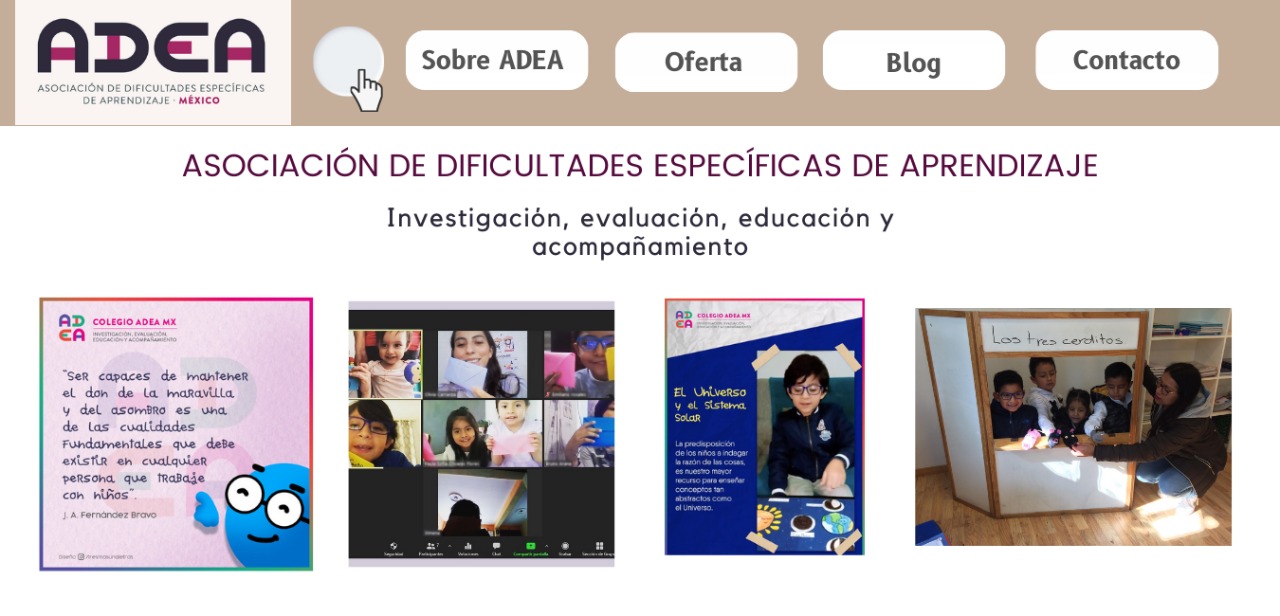 ADEA
ASOCIACIÓN DE DIFICULTADES ESPECÍFICAS
DE APRENDIZAJE · MÉXICO
Sobre ADEA
Oferta
Blog
Contacto
ASOCIACIÓN DE DIFICULTADES ESPECÍFICAS DE APRENDIZAJE
Investigación, evaluación, educación y
acompañamiento
ADEA
COLEGIO ADEA MX
INVESTIGACIÓN, EVALUACIÓN,
EDUCACIÓN Y ACOMPAÑAMIENTO
"Ser capaces de mantener
el don de la maravilla
y del asombro es una
de las cualidades
fundamentales que debe
existir en cualquier
persona que trabaje
con niños".
J. A. Fernández Bravo
Diseño
Seguridad
Participantes
7
Votaciones
Chat
Compartir pantalla
Grabar
ADEA
COLEGIO ADEA MX
INVESTIGACIÓN, EVALUACIÓN,
EDUCACIÓN Y ACOMPAÑAMIENTO
El Universo
y el Sistema
Solar
La predisposición
de los niños a indagar
la razón de las cosas,
es nuestro mayor
recurso para enseñar
conceptos tan
abstractos como
el Universo.
Los tres cerditos